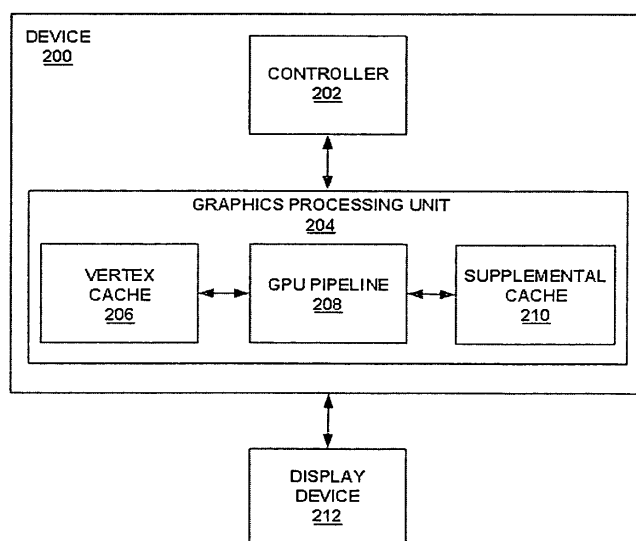 DEVICE
200
CONTROLLER
202
GRAPHICS PROCESSING UNIT
204
VERTEX
CACHE
206
GPU PIPELINE
208
SUPPLEMENTAL
CACHE
210
DISPLAY
DEVICE
212